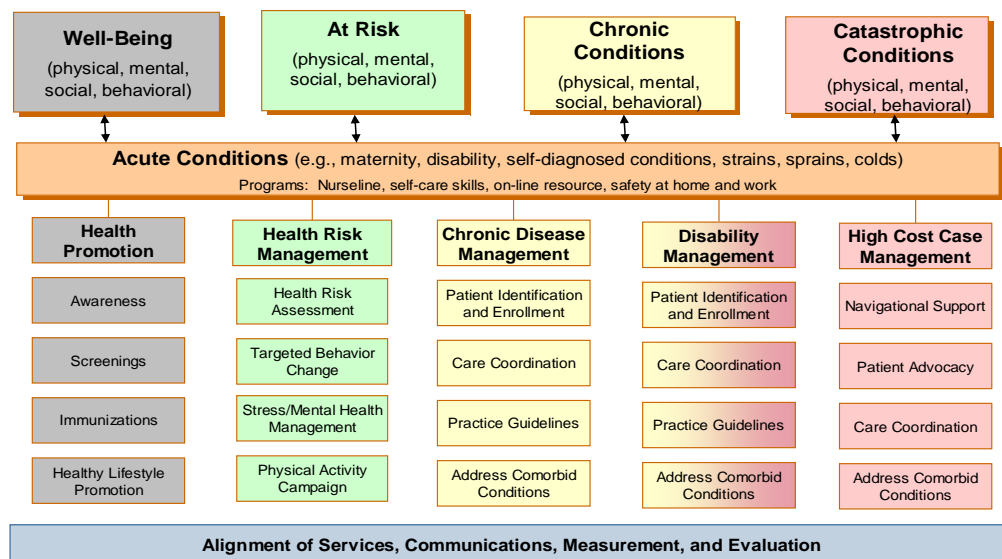 Well-Being
(physical, mental,
social, behavioral)
At Risk
(physical, mental,
social, behavioral)
Chronic
Conditions
(physical, mental,
social, behavioral)
Catastrophic
Conditions
(physical, mental,
social, behavioral)
Acute Conditions (e.g., maternity, disability, self-diagnosed conditions, strains, sprains, colds)
Programs: Nurseline, self-care skills, on-line resource, safety at home and work
Health
Promotion
Awareness
Screenings
Immunizations
Healthy Lifestyle
Promotion
Health Risk
Management
Health Risk
Assessment
Targeted Behavior
Change
Stress/Mental Health
Management
Physical Activity
Campaign
Chronic Disease
Management
Patient Identification
and Enrollment
Care Coordination
Practice Guidelines
Address Comorbid
Conditions
Disability
Management
Patient Identification
and Enrollment
Care Coordination
Practice Guidelines
Address Comorbid
Conditions
High Cost Case
Management
Navigational Support
Patient Advocacy
Care Coordination
Address Comorbid
Conditions
Alignment of Services, Communications, Measurement, and Evaluation